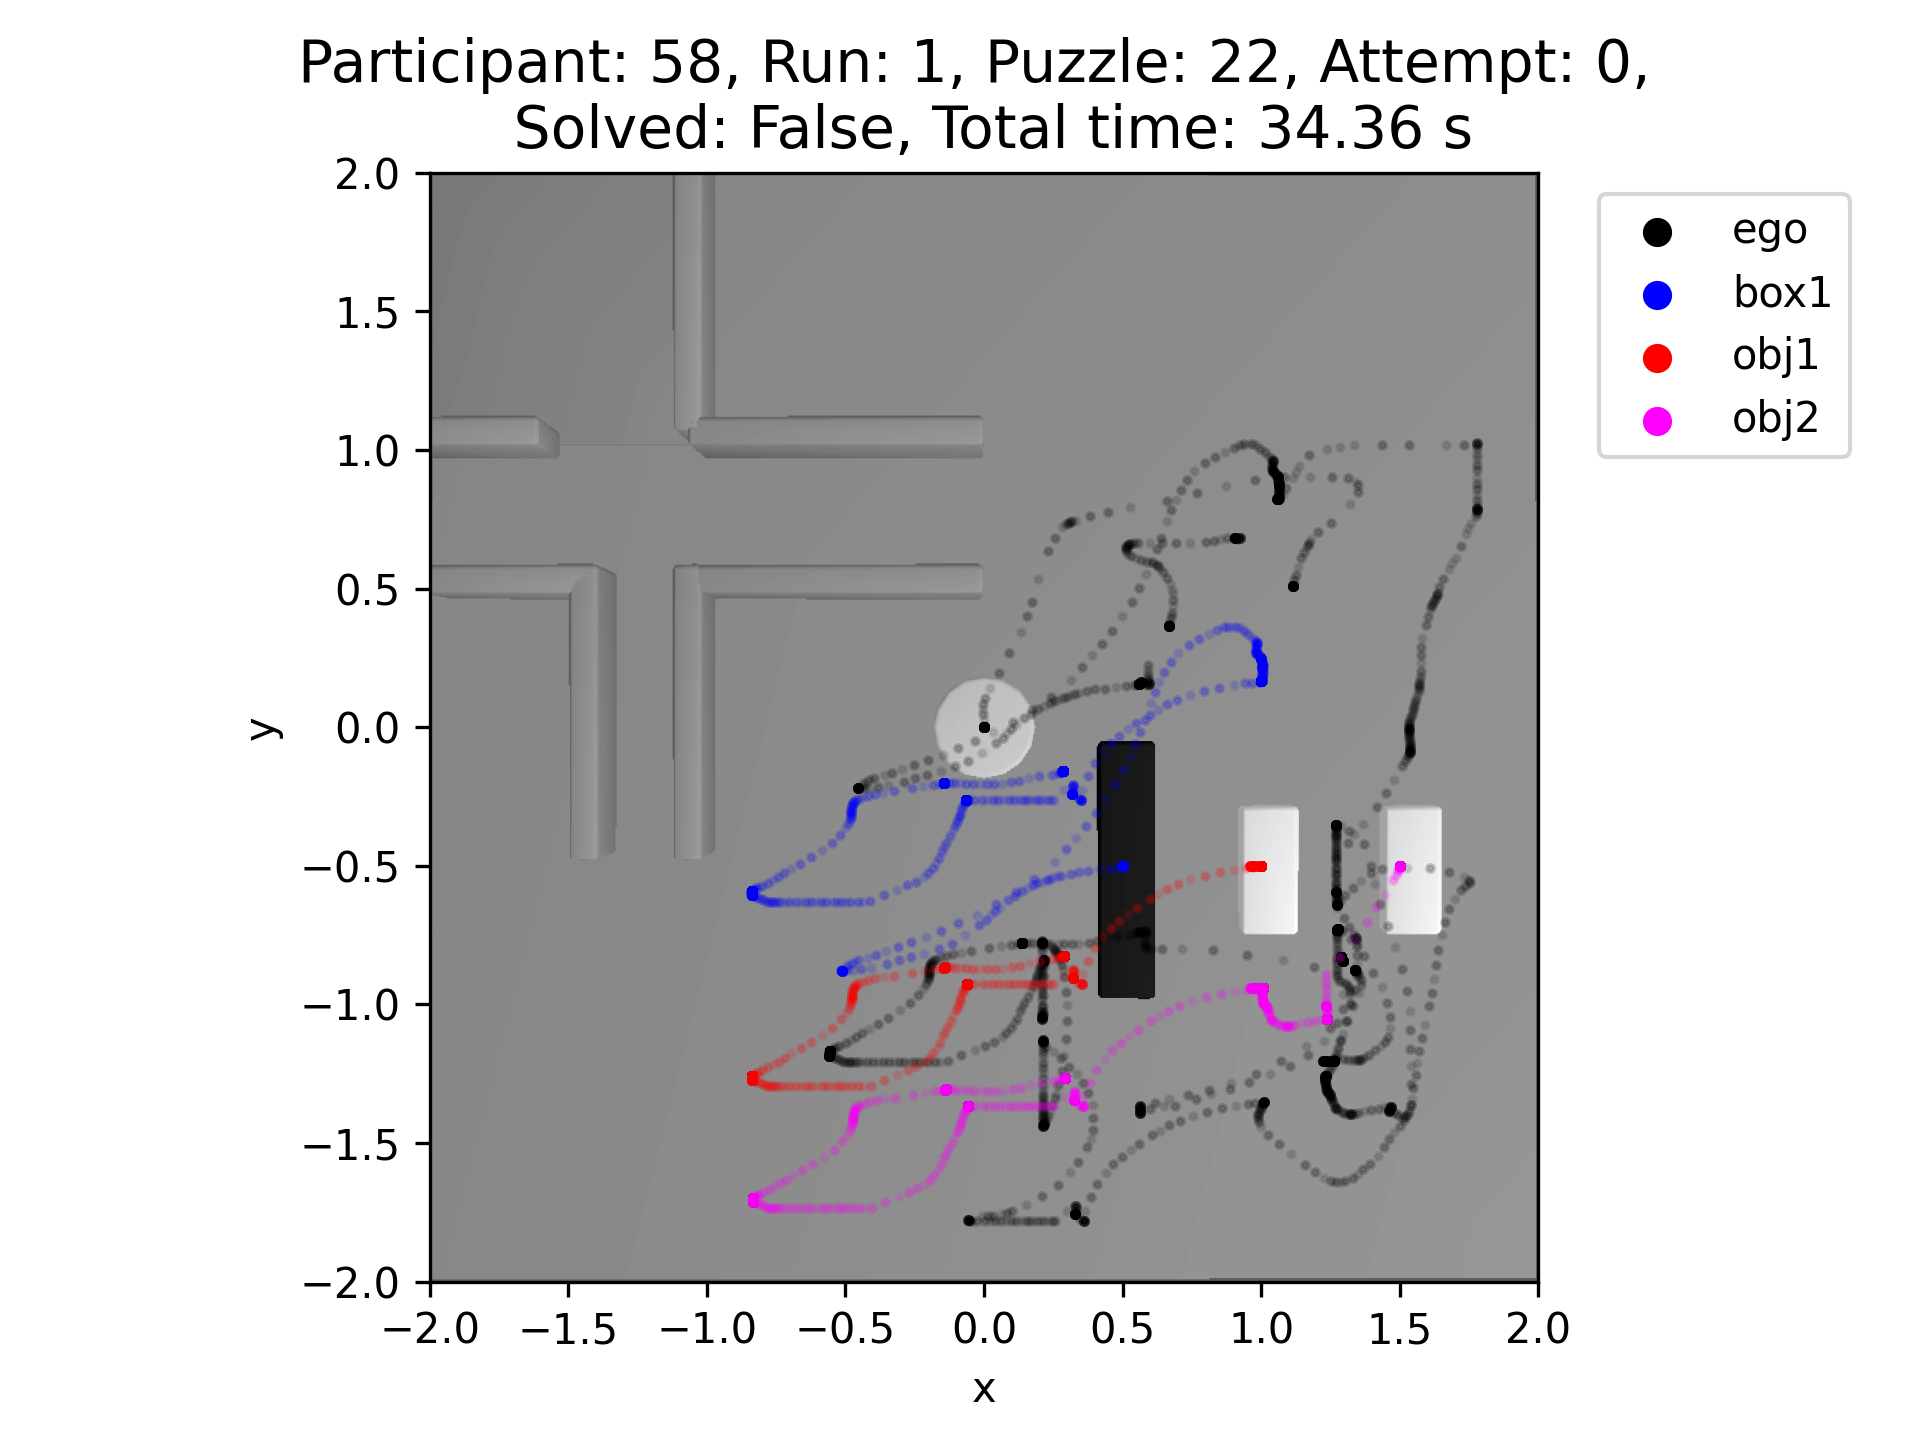 Participant: 58, Run: 1, Puzzle: 22, Attempt: 0,
Solved: False, Total time: 34.36 s
2.0
1.5
1.0
0.5
0.0
−0.5
−1.0
−1.5
−2.0
y
−2.0 −1.5 −1.0 −0.5 0.0 0.5 1.0 1.5 2.0
x
ego
box1
obj1
obj2